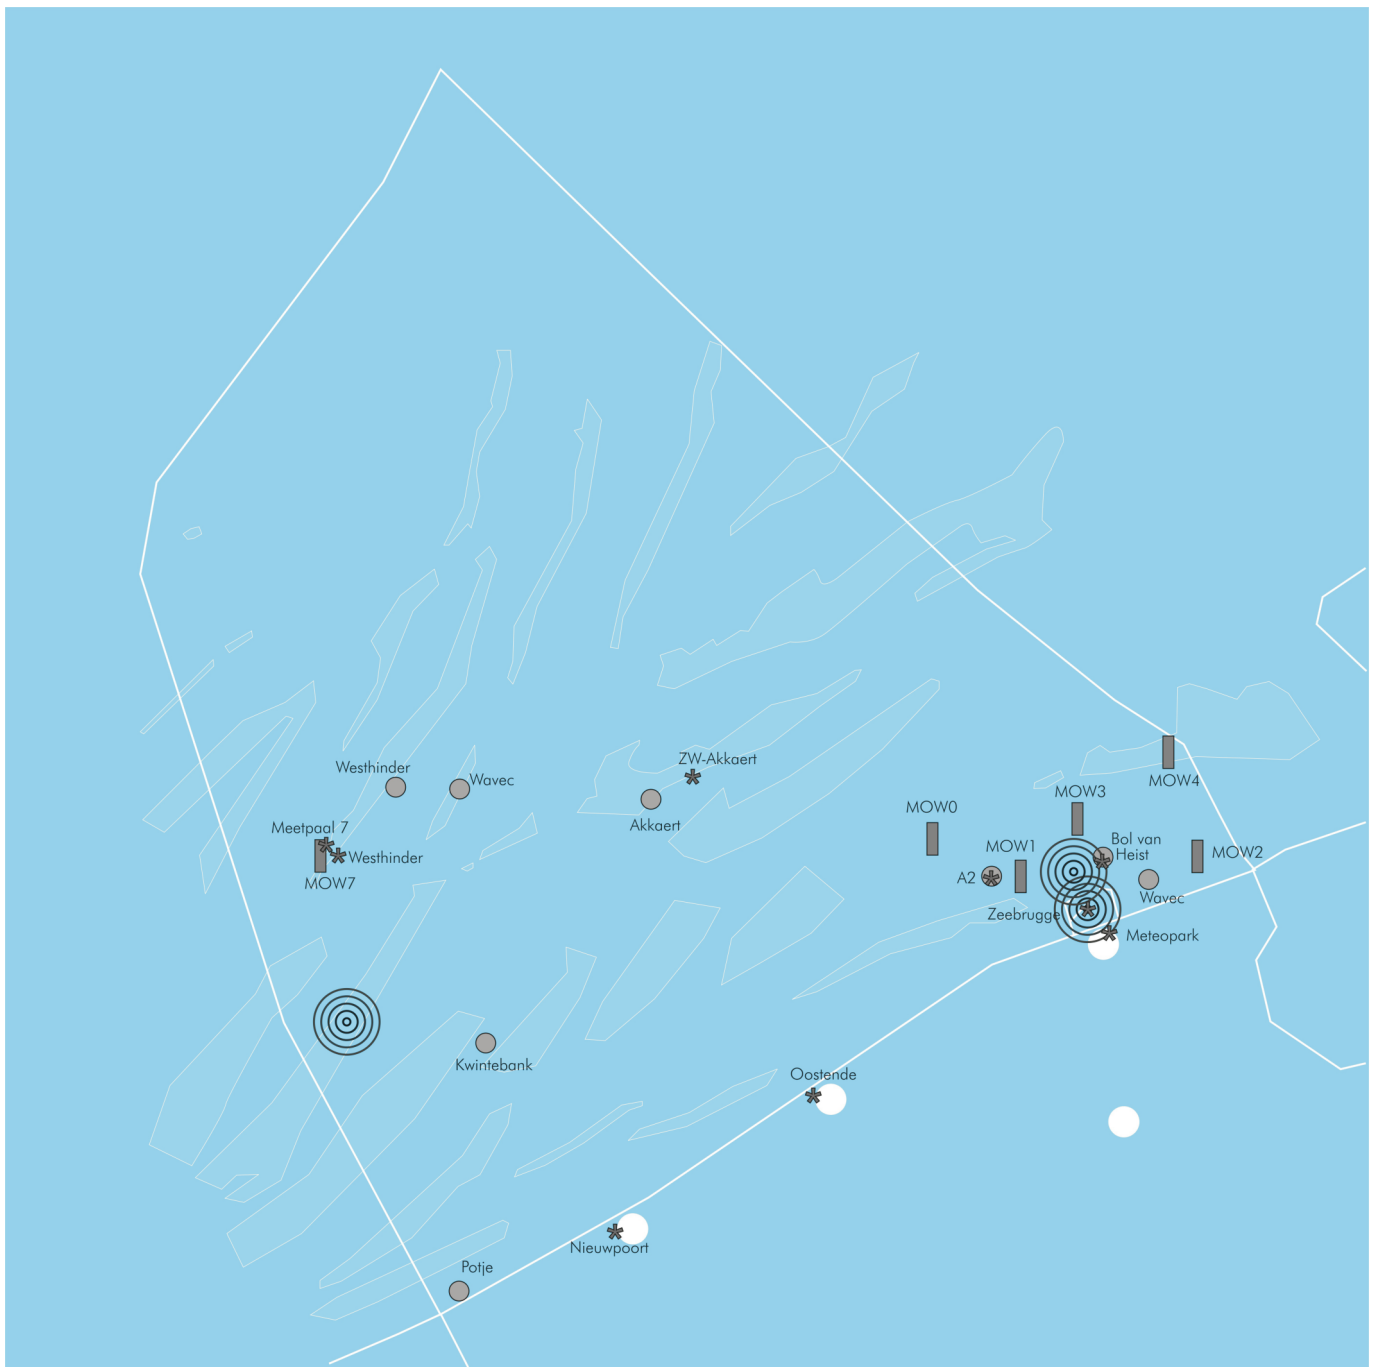 ZW-Akkaert
Westhinder
Wavec
MOW4
MOW3
MOW0
Akkaert
Meetpaal 7
Bol van
Heist
MOW1
MOW2
Westhinder
A2
MOW7
Wavec
Zeebrugge
Meteopark
Kwintebank
Oostende
Nieuwpoort
Potje